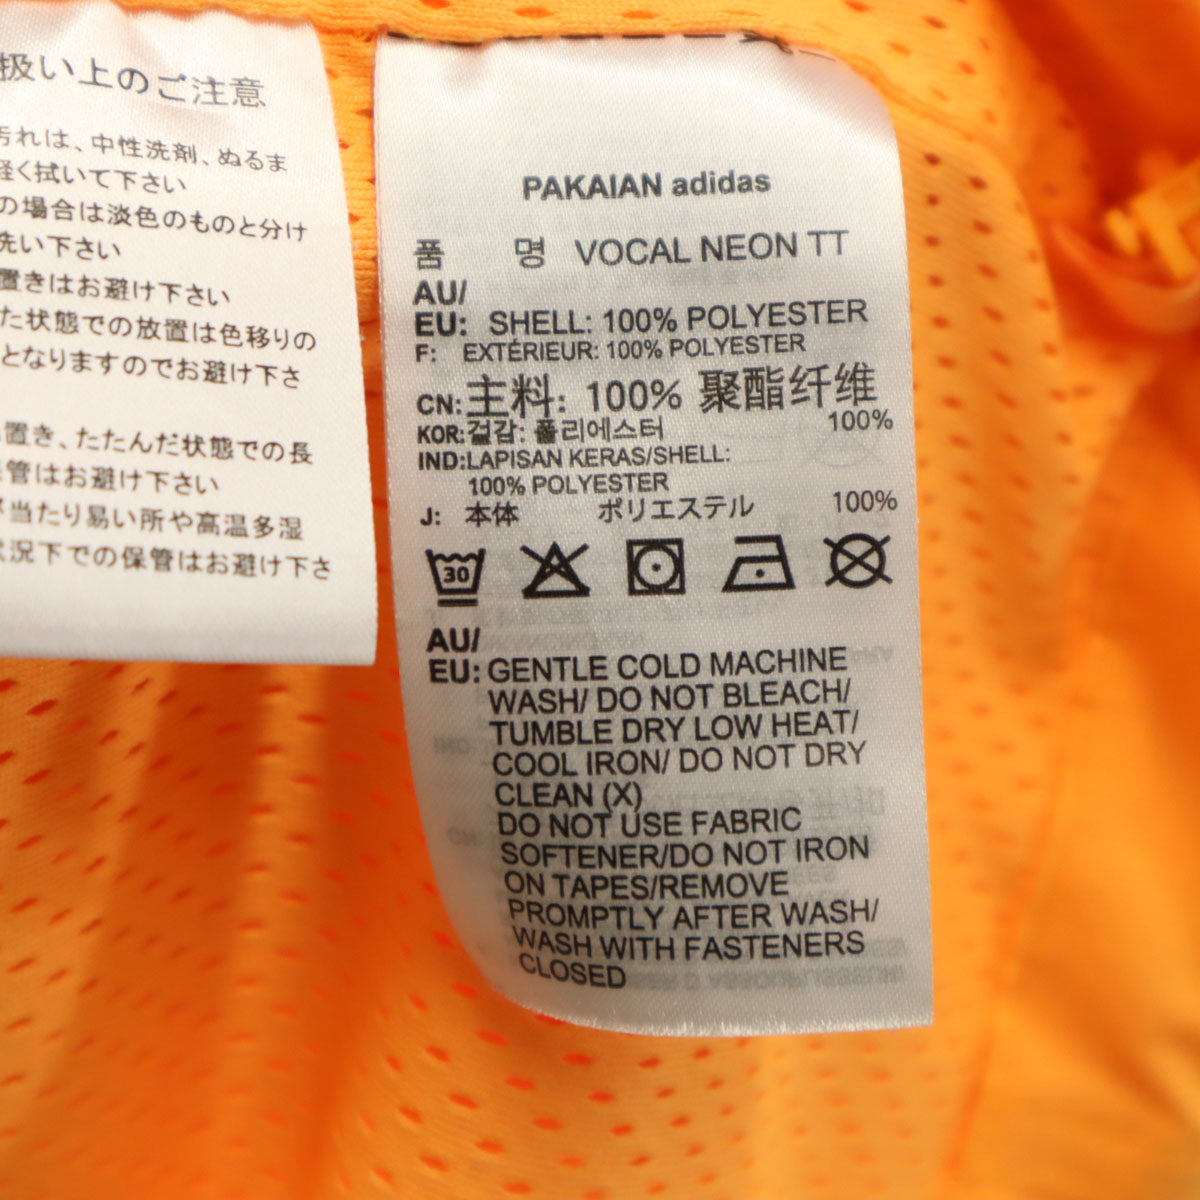 扱い上のご注意
汚れは、中性洗剤、ぬるま
軽く拭いて下さい
の場合は淡色のものと分け
洗い下さい
置きはお避け下さい
た状態での放置は色移りの
となりますのでお避け下さ
置き、たたんだ状態での長
保管はお避け下さい
当たり易い所や高温多湿
状況下での保管はお避け下さ
PAKAIAN adidas
품 명 VOCAL NEON TT
AU/
EU: SHELL: 100% POLYESTER
F: EXTÉRIEUR: 100% POLYESTER
CN: 主料: 100% 聚酯纤维
KOR: 겉감: 폴리에스터 100%
IND: LAPISAN KERAS/SHELL:
100% POLYESTER
J: 本体 ポリエステル 100%
30
AU/
EU: GENTLE COLD MACHINE
WASH/ DO NOT BLEACH/
TUMBLE DRY LOW HEAT/
COOL IRON/ DO NOT DRY
CLEAN (X)
DO NOT USE FABRIC
SOFTENER/DO NOT IRON
ON TAPES/REMOVE
PROMPTLY AFTER WASH/
WASH WITH FASTENERS
CLOSED